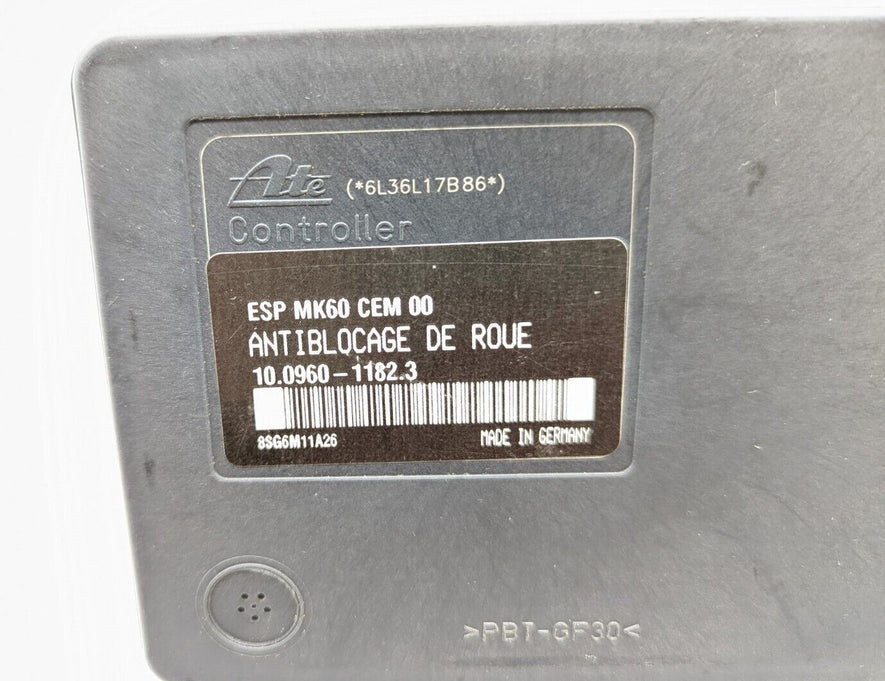 Ate (*6L36L17B86*)
Controller
ESP MK60 CEM 00
ANTIBLOCAGE DE ROUE
10.0960-1182.3
8SG6M11A26 MADE IN GERMANY
>PBT-GF30<